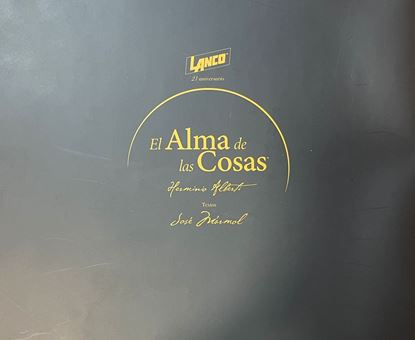 LANCO
21 aniversario
El Alma de
las Cosas
Herminio Alberti
Textos
José Mármol